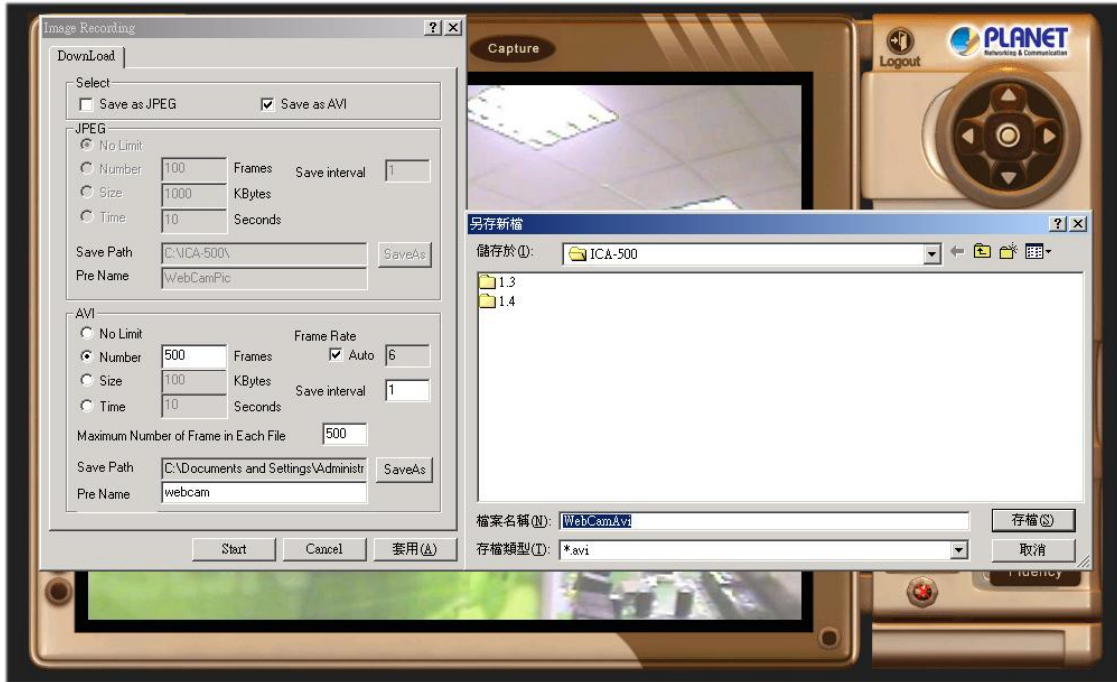 Image Recording
DownLoad
Select
Save as JPEG
Save as AVI
JPEG
No Limit
Number 100 Frames Save interval 1
Size 1000 KBytes
Time 10 Seconds
Save Path C:\ICA-500\ SaveAs
Pre Name WebCamPic
AVI
No Limit Frame Rate
Number 500 Frames Auto 6
Size 100 KBytes Save interval 1
Time 10 Seconds
Maximum Number of Frame in Each File 500
Save Path C:\Documents and Settings\Administr SaveAs
Pre Name webcam
Start Cancel 套用(A)
Capture
Logout
PLANET
Networking & Communication
另存新檔
儲存於(I): ICA-500
1.3
1.4
檔案名稱(N): WebCamAvi 存檔(S)
存檔類型(T): *.avi 取消
Fluency